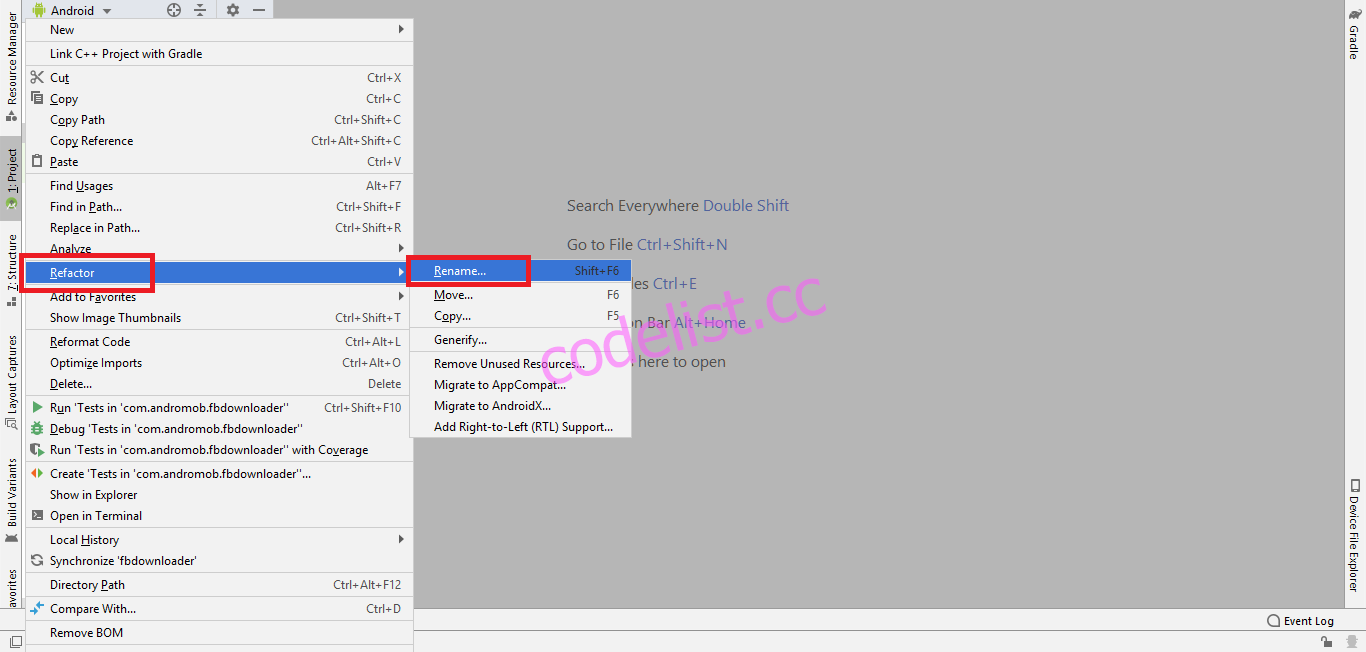 Android
New
Link C++ Project with Gradle
Cut Ctrl+X
Copy Ctrl+C
Copy Path Ctrl+Shift+C
Copy Reference Ctrl+Alt+Shift+C
Paste Ctrl+V
Find Usages Alt+F7
Find in Path... Ctrl+Shift+F
Replace in Path... Ctrl+Shift+R
Analyze
Refactor
Add to Favorites
Show Image Thumbnails Ctrl+Shift+T
Reformat Code Ctrl+Alt+L
Optimize Imports Ctrl+Alt+O
Delete... Delete
Run 'Tests in 'com.andromob.fbdownloader'' Ctrl+Shift+F10
Debug 'Tests in 'com.andromob.fbdownloader''
Run 'Tests in 'com.andromob.fbdownloader'' with Coverage
Create 'Tests in 'com.andromob.fbdownloader''...
Show in Explorer
Open in Terminal
Local History
Synchronize 'fbdownloader'
Directory Path Ctrl+Alt+F12
Compare With... Ctrl+D
Remove BOM
Rename... Shift+F6
Move... F6
Copy... F5
Generify...
Remove Unused Resources...
Migrate to AppCompat...
Migrate to AndroidX...
Add Right-to-Left (RTL) Support...
Search Everywhere Double Shift
Go to File Ctrl+Shift+N
les Ctrl+E
on Bar Alt+Home
here to open
codelist.cc
Resource Manager
1: Project
Z: Structure
Layout Captures
Build Variants
avorites
Gradle
Device File Explorer
Event Log